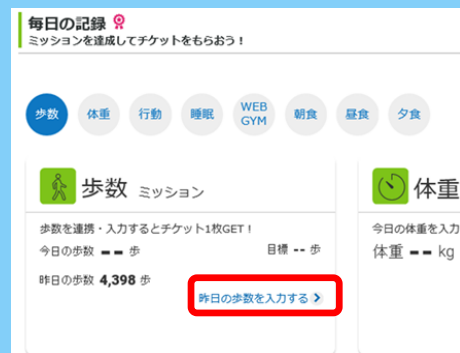 毎日の記録
ミッションを達成してチケットをもらおう！
歩数
体重
行動
睡眠
WEB
GYM
朝食
昼食
夕食
歩数 ミッション
歩数を連携・入力するとチケット1枚GET！
今日の歩数 -- 歩 目標 -- 歩
昨日の歩数 4,398 歩
昨日の歩数を入力する
体重
今日の体重を入力
体重 -- kg